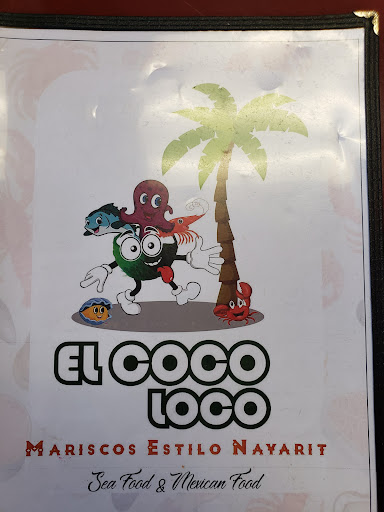 EL COCO
LOCO
MARISCOS ESTILO NAYARIT
Sea Food & Mexican Food